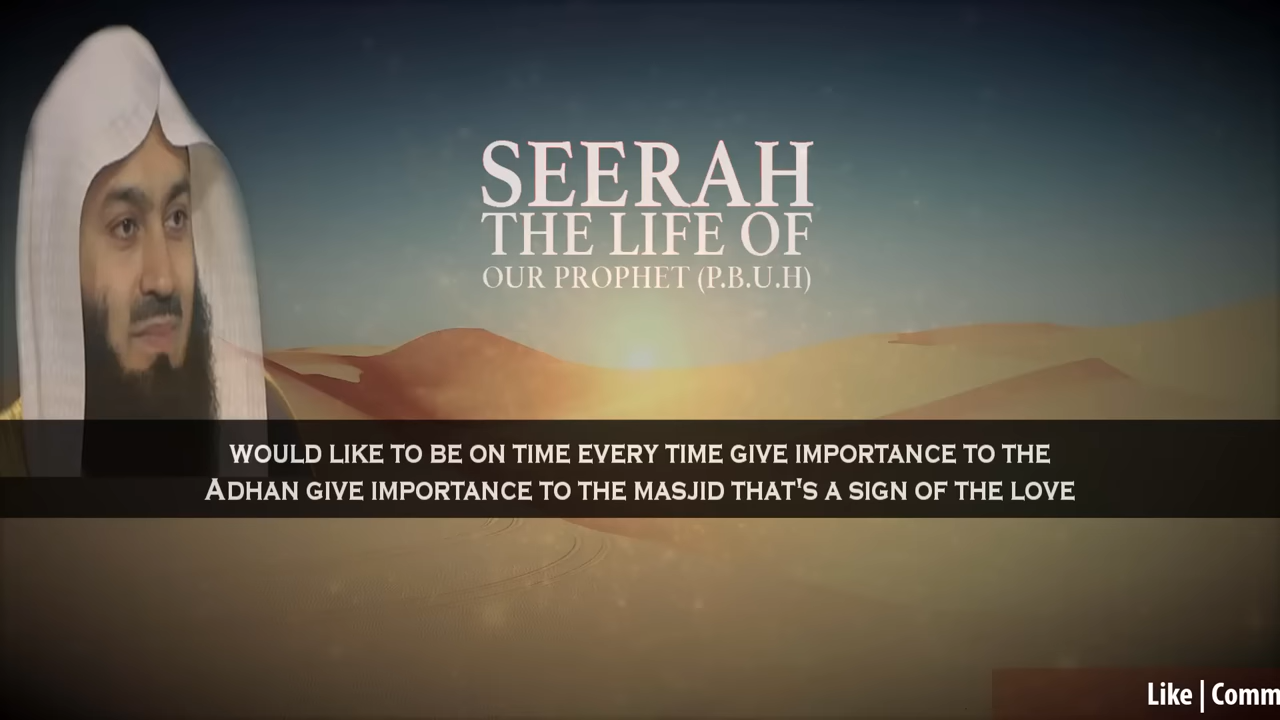 SEERAH
THE LIFE OF
OUR PROPHET (P.B.U.H)
WOULD LIKE TO BE ON TIME EVERY TIME GIVE IMPORTANCE TO THE
ADHAN GIVE IMPORTANCE TO THE MASJID THAT'S A SIGN OF THE LOVE
Like | Comm